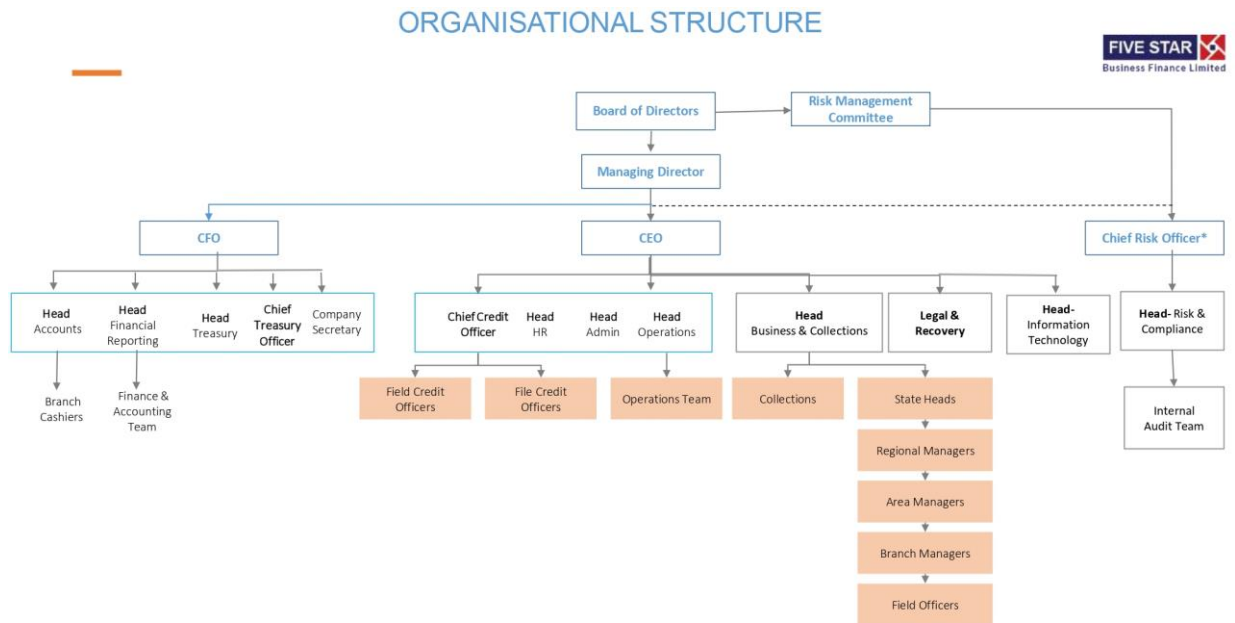 ORGANISATIONAL STRUCTURE
FIVE STAR
Business Finance Limited
Board of Directors
Risk Management
Committee
Managing Director
CFO
CEO
Chief Risk Officer*
Head
Accounts
Head
Financial
Reporting
Head
Treasury
Chief
Treasury
Officer
Company
Secretary
Chief Credit
Officer
Head
HR
Head
Admin
Head
Operations
Head
Business & Collections
Legal &
Recovery
Head-
Information
Technology
Head- Risk &
Compliance
Branch
Cashiers
Finance &
Accounting
Team
Field Credit
Officers
File Credit
Officers
Operations Team
Collections
State Heads
Internal
Audit Team
Regional Managers
Area Managers
Branch Managers
Field Officers